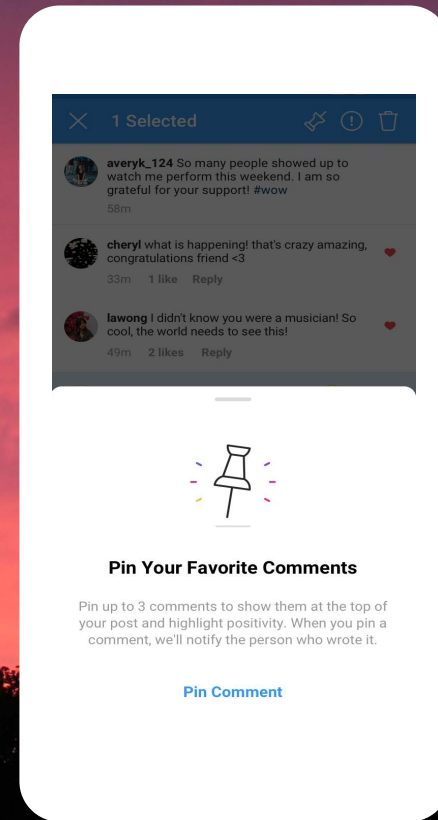 1 Selected
averyk_124 So many people showed up to
watch me perform this weekend. I am so
grateful for your support! #wow
58m
cheryl what is happening! that's crazy amazing,
congratulations friend <3
33m 1 like Reply
lawong I didn't know you were a musician! So
cool, the world needs to see this!
49m 2 likes Reply
Pin Your Favorite Comments
Pin up to 3 comments to show them at the top of
your post and highlight positivity. When you pin a
comment, we'll notify the person who wrote it.
Pin Comment